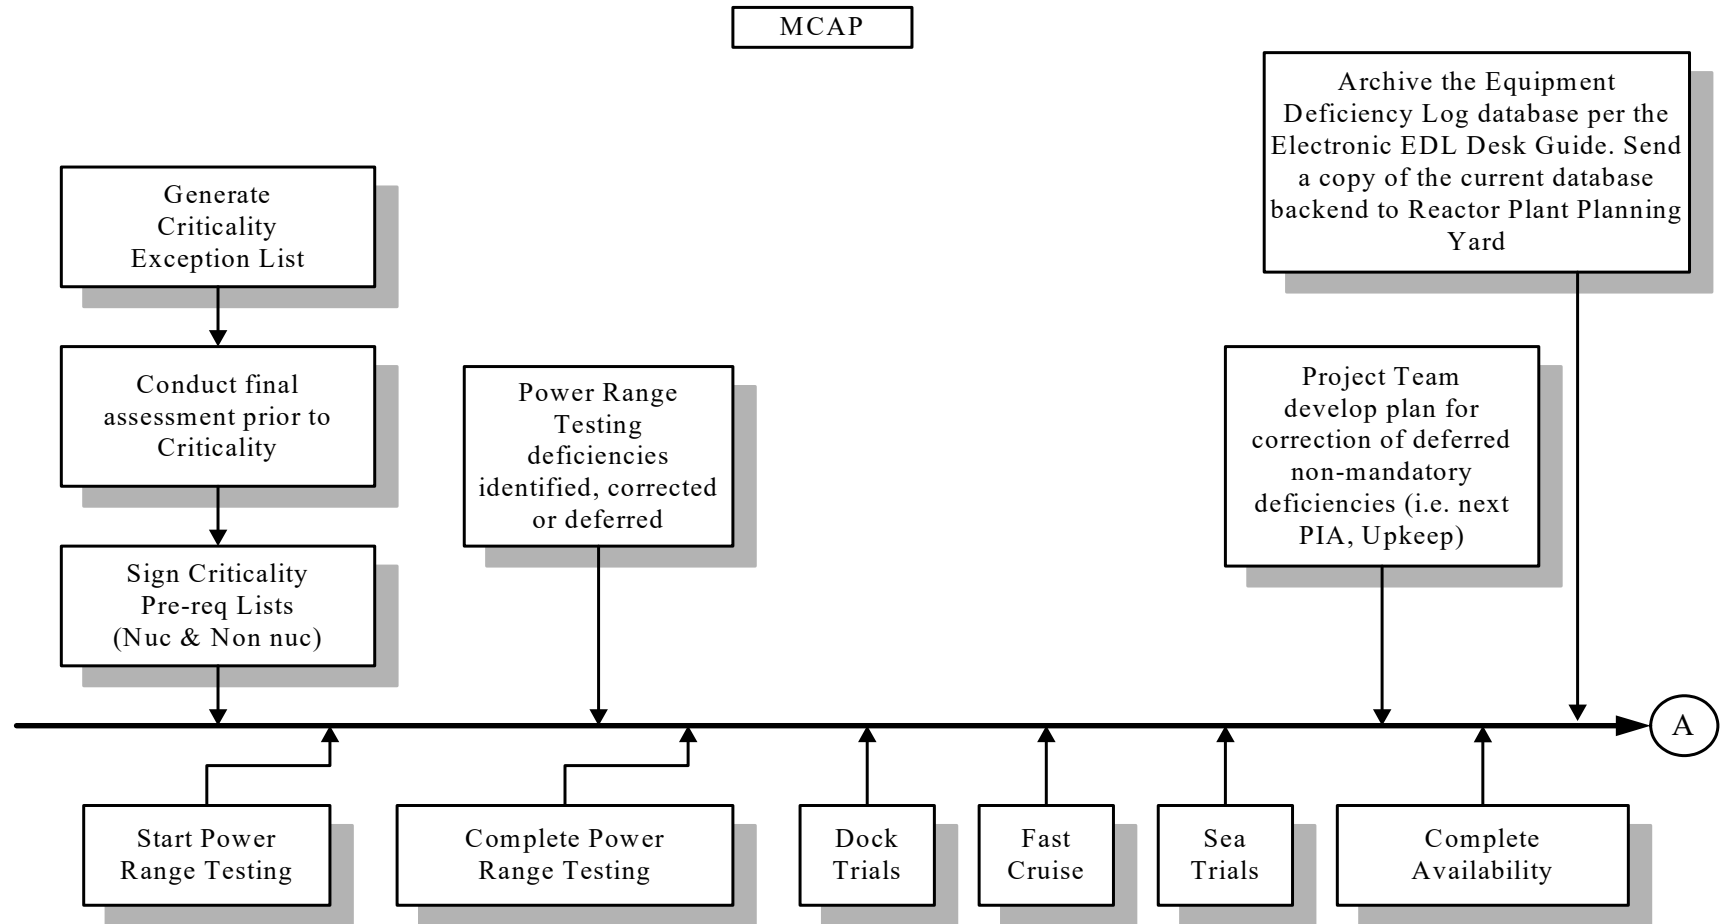 MCAP
Archive the Equipment
Deficiency Log database per the
Electronic EDL Desk Guide. Send
a copy of the current database
backend to Reactor Plant Planning
Yard
Generate
Criticality
Exception List
Conduct final
assessment prior to
Criticality
Power Range
Testing
deficiencies
identified, corrected
or deferred
Project Team
develop plan for
correction of deferred
non-mandatory
deficiencies (i.e. next
PIA, Upkeep)
Sign Criticality
Pre-req Lists
(Nuc & Non nuc)
A
Start Power
Range Testing
Complete Power
Range Testing
Dock
Trials
Fast
Cruise
Sea
Trials
Complete
Availability